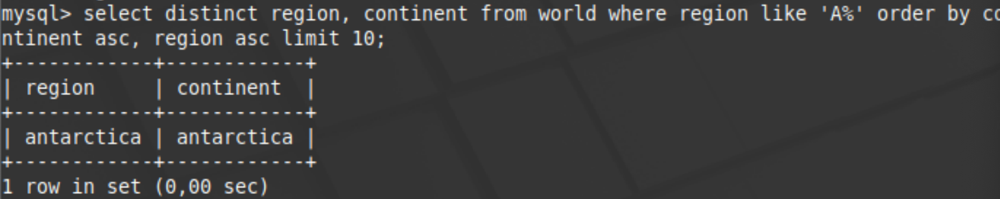 mysql> select distinct region, continent from world where region like 'A%' order by co
ntinent asc, region asc limit 10;
+------------+------------+
| region     | continent  |
+------------+------------+
| antarctica | antarctica |
+------------+------------+
1 row in set (0,00 sec)